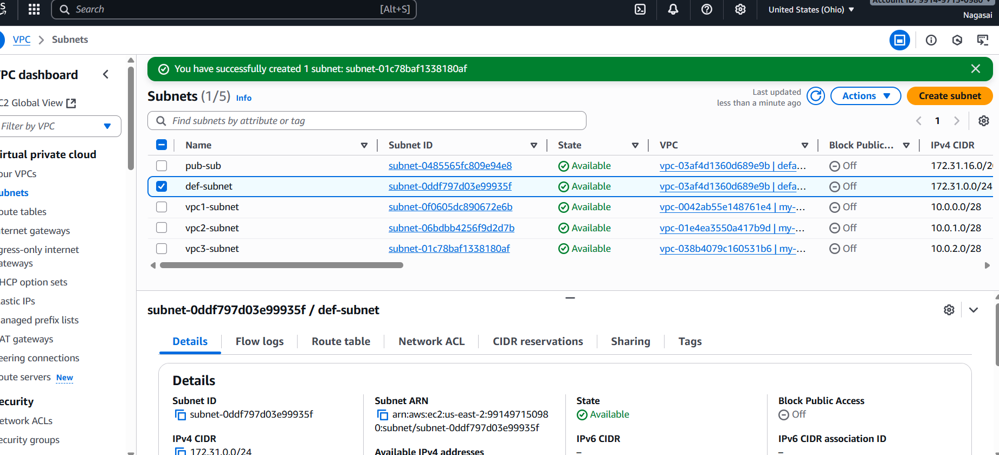 Search
[Alt+S]
United States (Ohio)
Account ID: 9914-9715-0980
Nagasai
VPC
Subnets
PC dashboard
C2 Global View
Filter by VPC
irtual private cloud
our VPCs
ubnets
oute tables
nternet gateways
gress-only internet
ateways
HCP option sets
lastic IPs
anaged prefix lists
AT gateways
eering connections
oute servers New
ecurity
etwork ACLs
ecurity groups
You have successfully created 1 subnet: subnet-01c78baf1338180af
Subnets (1/5) Info
Last updated
less than a minute ago
Actions
Create subnet
Find subnets by attribute or tag
1
Name Subnet ID State VPC Block Public... IPv4 CIDR
pub-sub subnet-0485565fc809e94e8 Available vpc-03af4d1360d689e9b | defa... Off 172.31.16.0/20
def-subnet subnet-0ddf797d03e99935f Available vpc-03af4d1360d689e9b | defa... Off 172.31.0.0/24
vpc1-subnet subnet-0f0605dc890672e6b Available vpc-0042ab55e148761e4 | my-... Off 10.0.0.0/28
vpc2-subnet subnet-06bdbb4256f9d2d7b Available vpc-01e4ea3550a417b9d | my-... Off 10.0.1.0/28
vpc3-subnet subnet-01c78baf1338180af Available vpc-038b4079c160531b6 | my-... Off 10.0.2.0/28
subnet-0ddf797d03e99935f / def-subnet
Details Flow logs Route table Network ACL CIDR reservations Sharing Tags
Details
Subnet ID
subnet-0ddf797d03e99935f
IPv4 CIDR
172.31.0.0/24
Subnet ARN
arn:aws:ec2:us-east-2:99149715098
0:subnet/subnet-0ddf797d03e99935f
Available IPv4 addresses
State
Available
IPv6 CIDR
–
Block Public Access
Off
IPv6 CIDR association ID
–